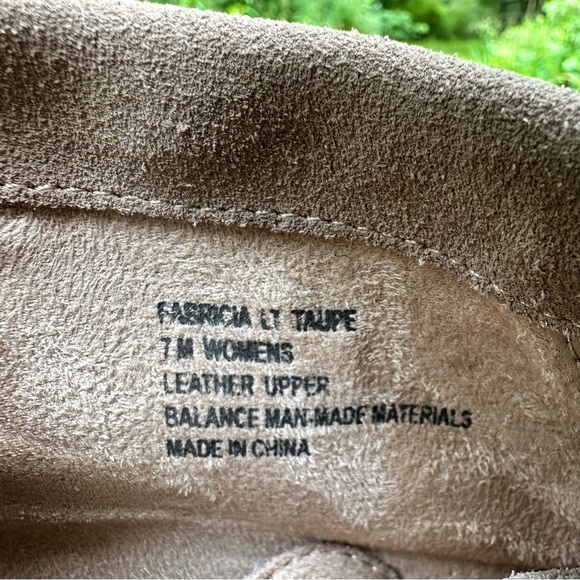 FABRICIA LT TAUPE
7 M WOMENS
LEATHER UPPER
BALANCE MAN-MADE MATERIALS
MADE IN CHINA